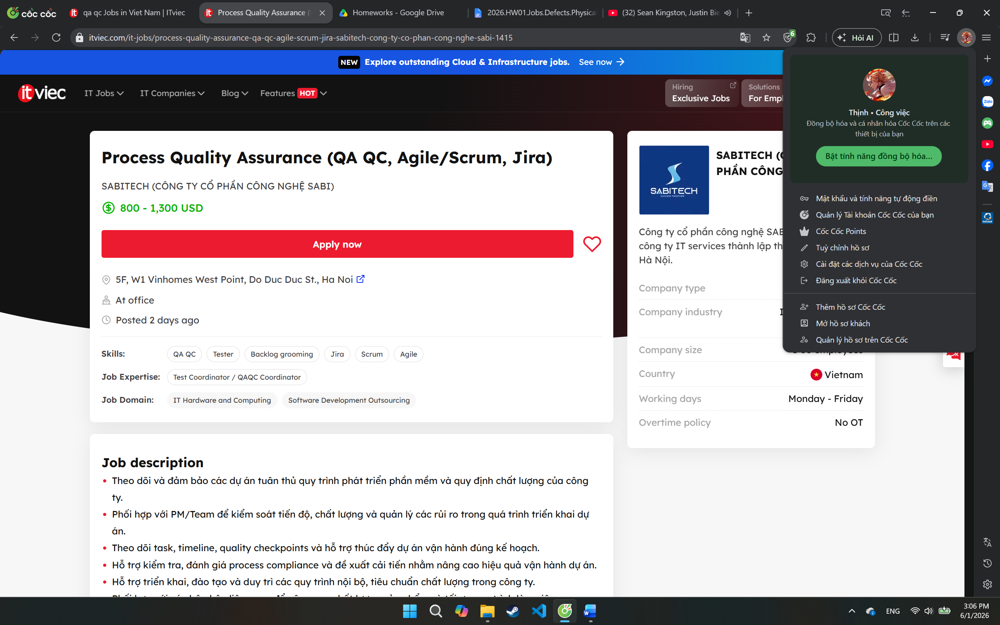 cốc cốc
qa qc Jobs in Viet Nam | ITviec
Process Quality Assurance (
Homeworks - Google Drive
2026.HW01.Jobs.Defects.Physical
(32) Sean Kingston, Justin Bie
itviec.com/it-jobs/process-quality-assurance-qa-qc-agile-scrum-jira-sabitech-cong-ty-co-phan-cong-nghe-sabi-1415
6
Hỏi AI
NEW Explore outstanding Cloud & Infrastructure jobs. See now
itviec
IT Jobs
IT Companies
Blog
Features HOT
Hiring
Exclusive Jobs
Solutions
For Empl
Process Quality Assurance (QA QC, Agile/Scrum, Jira)
SABITECH (CÔNG TY CỔ PHẦN CÔNG NGHỆ SABI)
800 - 1,300 USD
Apply now
5F, W1 Vinhomes West Point, Do Duc Duc St., Ha Noi
At office
Posted 2 days ago
Skills: QA QC Tester Backlog grooming Jira Scrum Agile
Job Expertise: Test Coordinator / QAQC Coordinator
Job Domain: IT Hardware and Computing Software Development Outsourcing
Job description
Theo dõi và đảm bảo các dự án tuân thủ quy trình phát triển phần mềm và quy định chất lượng của công
ty.
Phối hợp với PM/Team để kiểm soát tiến độ, chất lượng và quản lý các rủi ro trong quá trình triển khai dự
án.
Theo dõi task, timeline, quality checkpoints và hỗ trợ thúc đẩy dự án vận hành đúng kế hoạch.
Hỗ trợ kiểm tra, đánh giá process compliance và đề xuất cải tiến nhằm nâng cao hiệu quả vận hành dự án.
Hỗ trợ triển khai, đào tạo và duy trì các quy trình nội bộ, tiêu chuẩn chất lượng trong công ty.
SABITECH
SUCCESS TOGETHER
SABITECH (
PHẦN CÔNG
Công ty cổ phần công nghệ SAB
công ty IT services thành lập th
Hà Nội.
Company type
Company industry
Company size
Country Vietnam
Working days Monday - Friday
Overtime policy No OT
Thịnh • Công việc
Đồng bộ hóa và cá nhân hóa Cốc Cốc trên các
thiết bị của bạn
Bật tính năng đồng bộ hóa...
Mật khẩu và tính năng tự động điền
Quản lý Tài khoản Cốc Cốc của bạn
Cốc Cốc Points
Tuỳ chỉnh hồ sơ
Cài đặt các dịch vụ của Cốc Cốc
Đăng xuất khỏi Cốc Cốc
Thêm hồ sơ Cốc Cốc
Mở hồ sơ khách
Quản lý hồ sơ trên Cốc Cốc
Zalo
ENG
3:06 PM
6/1/2026